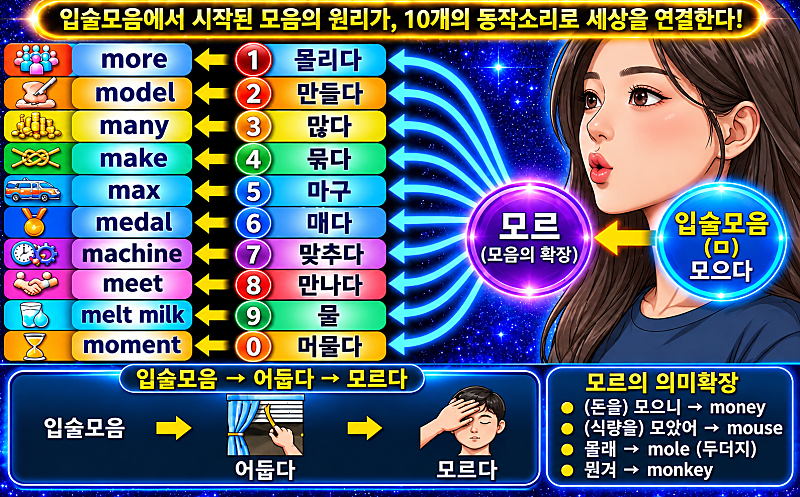 입술모음에서 시작된 모음의 원리가, 10개의 동작소리로 세상을 연결한다!
more 1 몰리다
model 2 만들다
many 3 많다
make 4 묶다
max 5 마구
medal 6 매다
machine 7 맞추다
meet 8 만나다
melt milk 9 물
moment 0 머물다
모르
(모음의 확장)
입술모음
(ㅁ)
모으다
입술모음 → 어둡다 → 모르다
입술모음
어둡다
모르다
모르의 의미확장
(돈을) 모으니 → money
(식량을) 모았어 → mouse
몰래 → mole (두더지)
뭔겨 → monkey